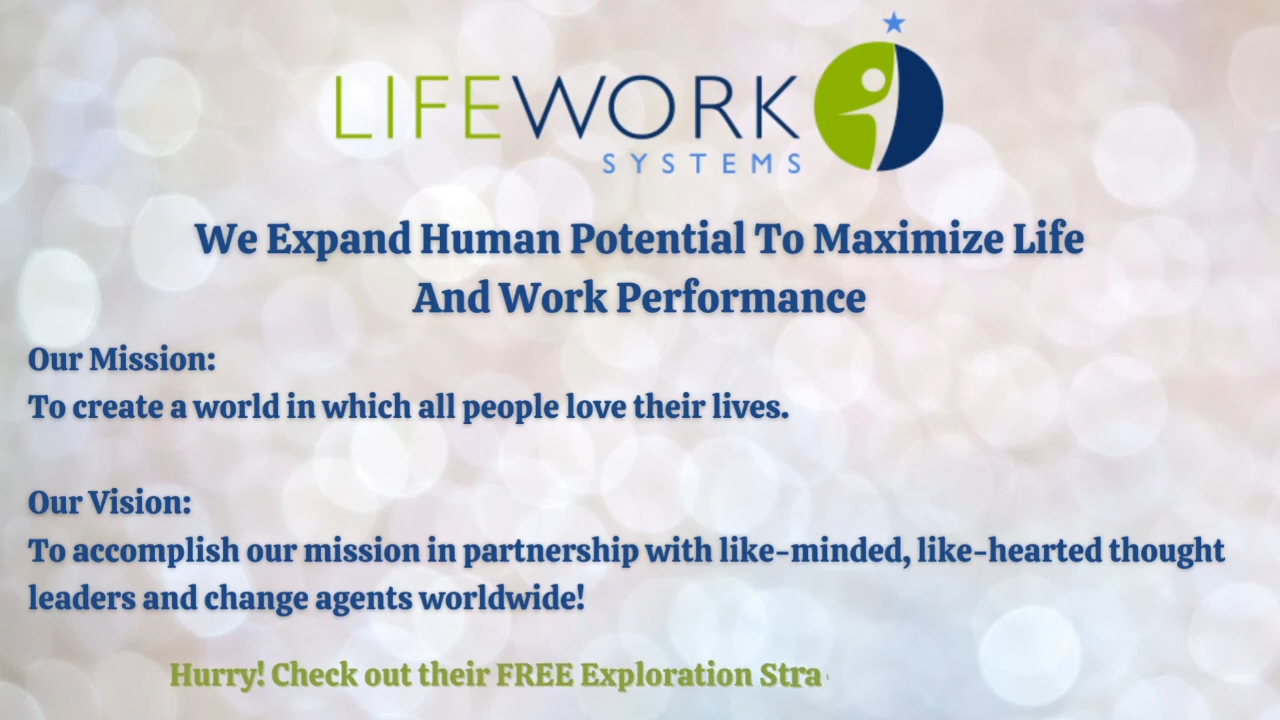 LIFEWORK
SYSTEMS
We Expand Human Potential To Maximize Life
And Work Performance
Our Mission:
To create a world in which all people love their lives.
Our Vision:
To accomplish our mission in partnership with like-minded, like-hearted thought
leaders and change agents worldwide!
Hurry! Check out their FREE Exploration Stra